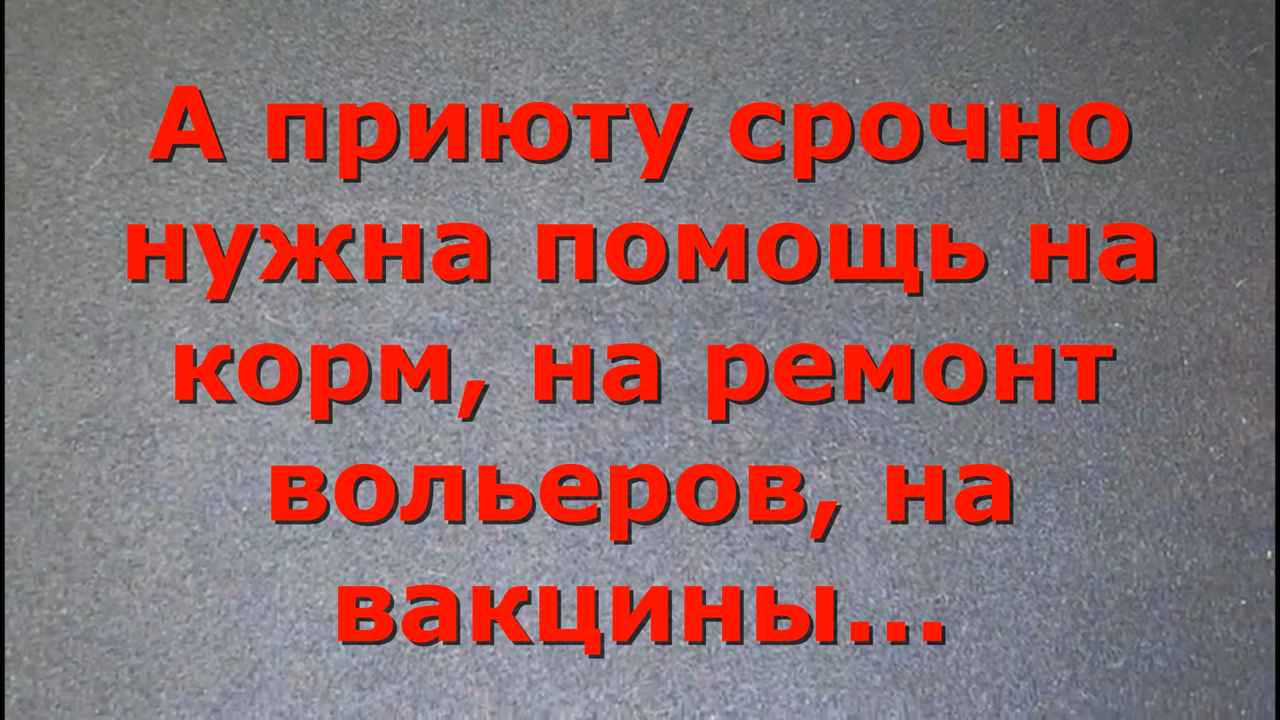 А приюту срочно
нужна помощь на
корм, на ремонт
вольеров, на
вакцины...